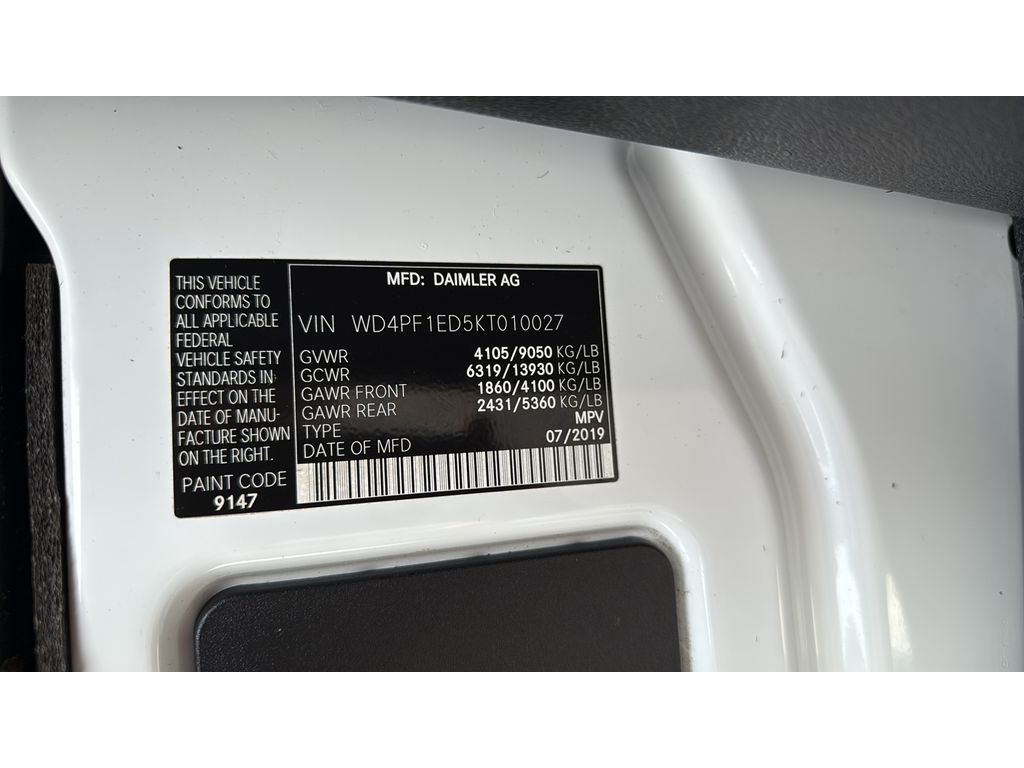 THIS VEHICLE
CONFORMS TO
ALL APPLICABLE
FEDERAL
VEHICLE SAFETY
STANDARDS IN
EFFECT ON THE
DATE OF MANU-
FACTURE SHOWN
ON THE RIGHT.
PAINT CODE
9147
MFD: DAIMLER AG
VIN WD4PF1ED5KT010027
GVWR 4105/9050 KG/LB
GCWR 6319/13930 KG/LB
GAWR FRONT 1860/4100 KG/LB
GAWR REAR 2431/5360 KG/LB
TYPE MPV
DATE OF MFD 07/2019